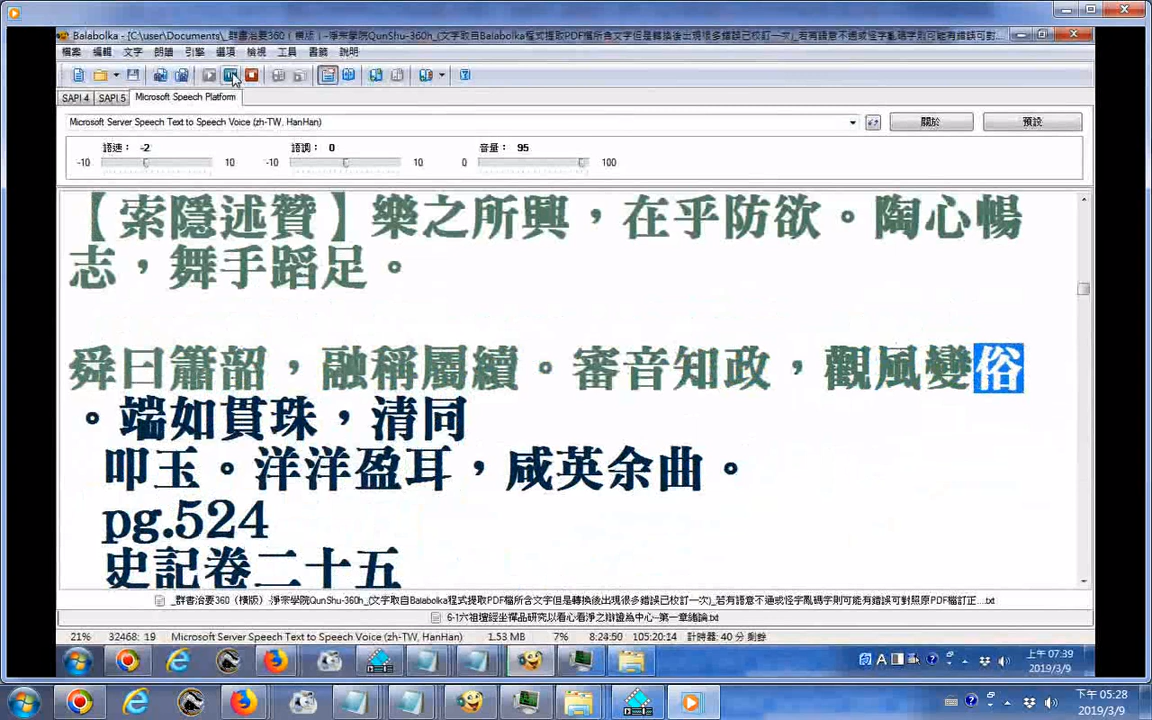 Balabolka - [C:\user\Documents\_群書治要360（橫版）-淨宗學院QunShu-360h_(文字取自Balabolka程式提取PDF檔所含文字但是轉換後出現很多錯誤已校訂一次)_若有語意不通或怪字亂碼字則可能有錯誤可對
檔案 編輯 文字 朗讀 引擎 選項 檢視 工具 書籤 說明
SAPI 4 SAPI 5 Microsoft Speech Platform
Microsoft Server Speech Text to Speech Voice (zh-TW, HanHan) 關於 預設
語速： -2 語調： 0 音量： 95
-10 10 -10 10 0 100
【索隱述贊】樂之所興，在乎防欲。陶心暢
志，舞手蹈足。
舜曰簫韶，融稱屬續。審音知政，觀風變俗
。端如貫珠，清同
叩玉。洋洋盈耳，咸英余曲。
pg.524
史記卷二十五
_群書治要360（橫版）-淨宗學院QunShu-360h_(文字取自Balabolka程式提取PDF檔所含文字但是轉換後出現很多錯誤已校訂一次)_若有語意不通或怪字亂碼字則可能有錯誤可對照原PDF檔訂正....txt
6-1六祖壇經坐禪品研究以看心看淨之辯證為中心--第一章緒論.txt
21% 32468: 19 Microsoft Server Speech Text to Speech Voice (zh-TW, HanHan) 1.53 MB 7% 8:24:50 105:20:14 計時器: 40 分 剩餘
A 上午 07:39
2019/3/9
下午 05:28
2019/3/9